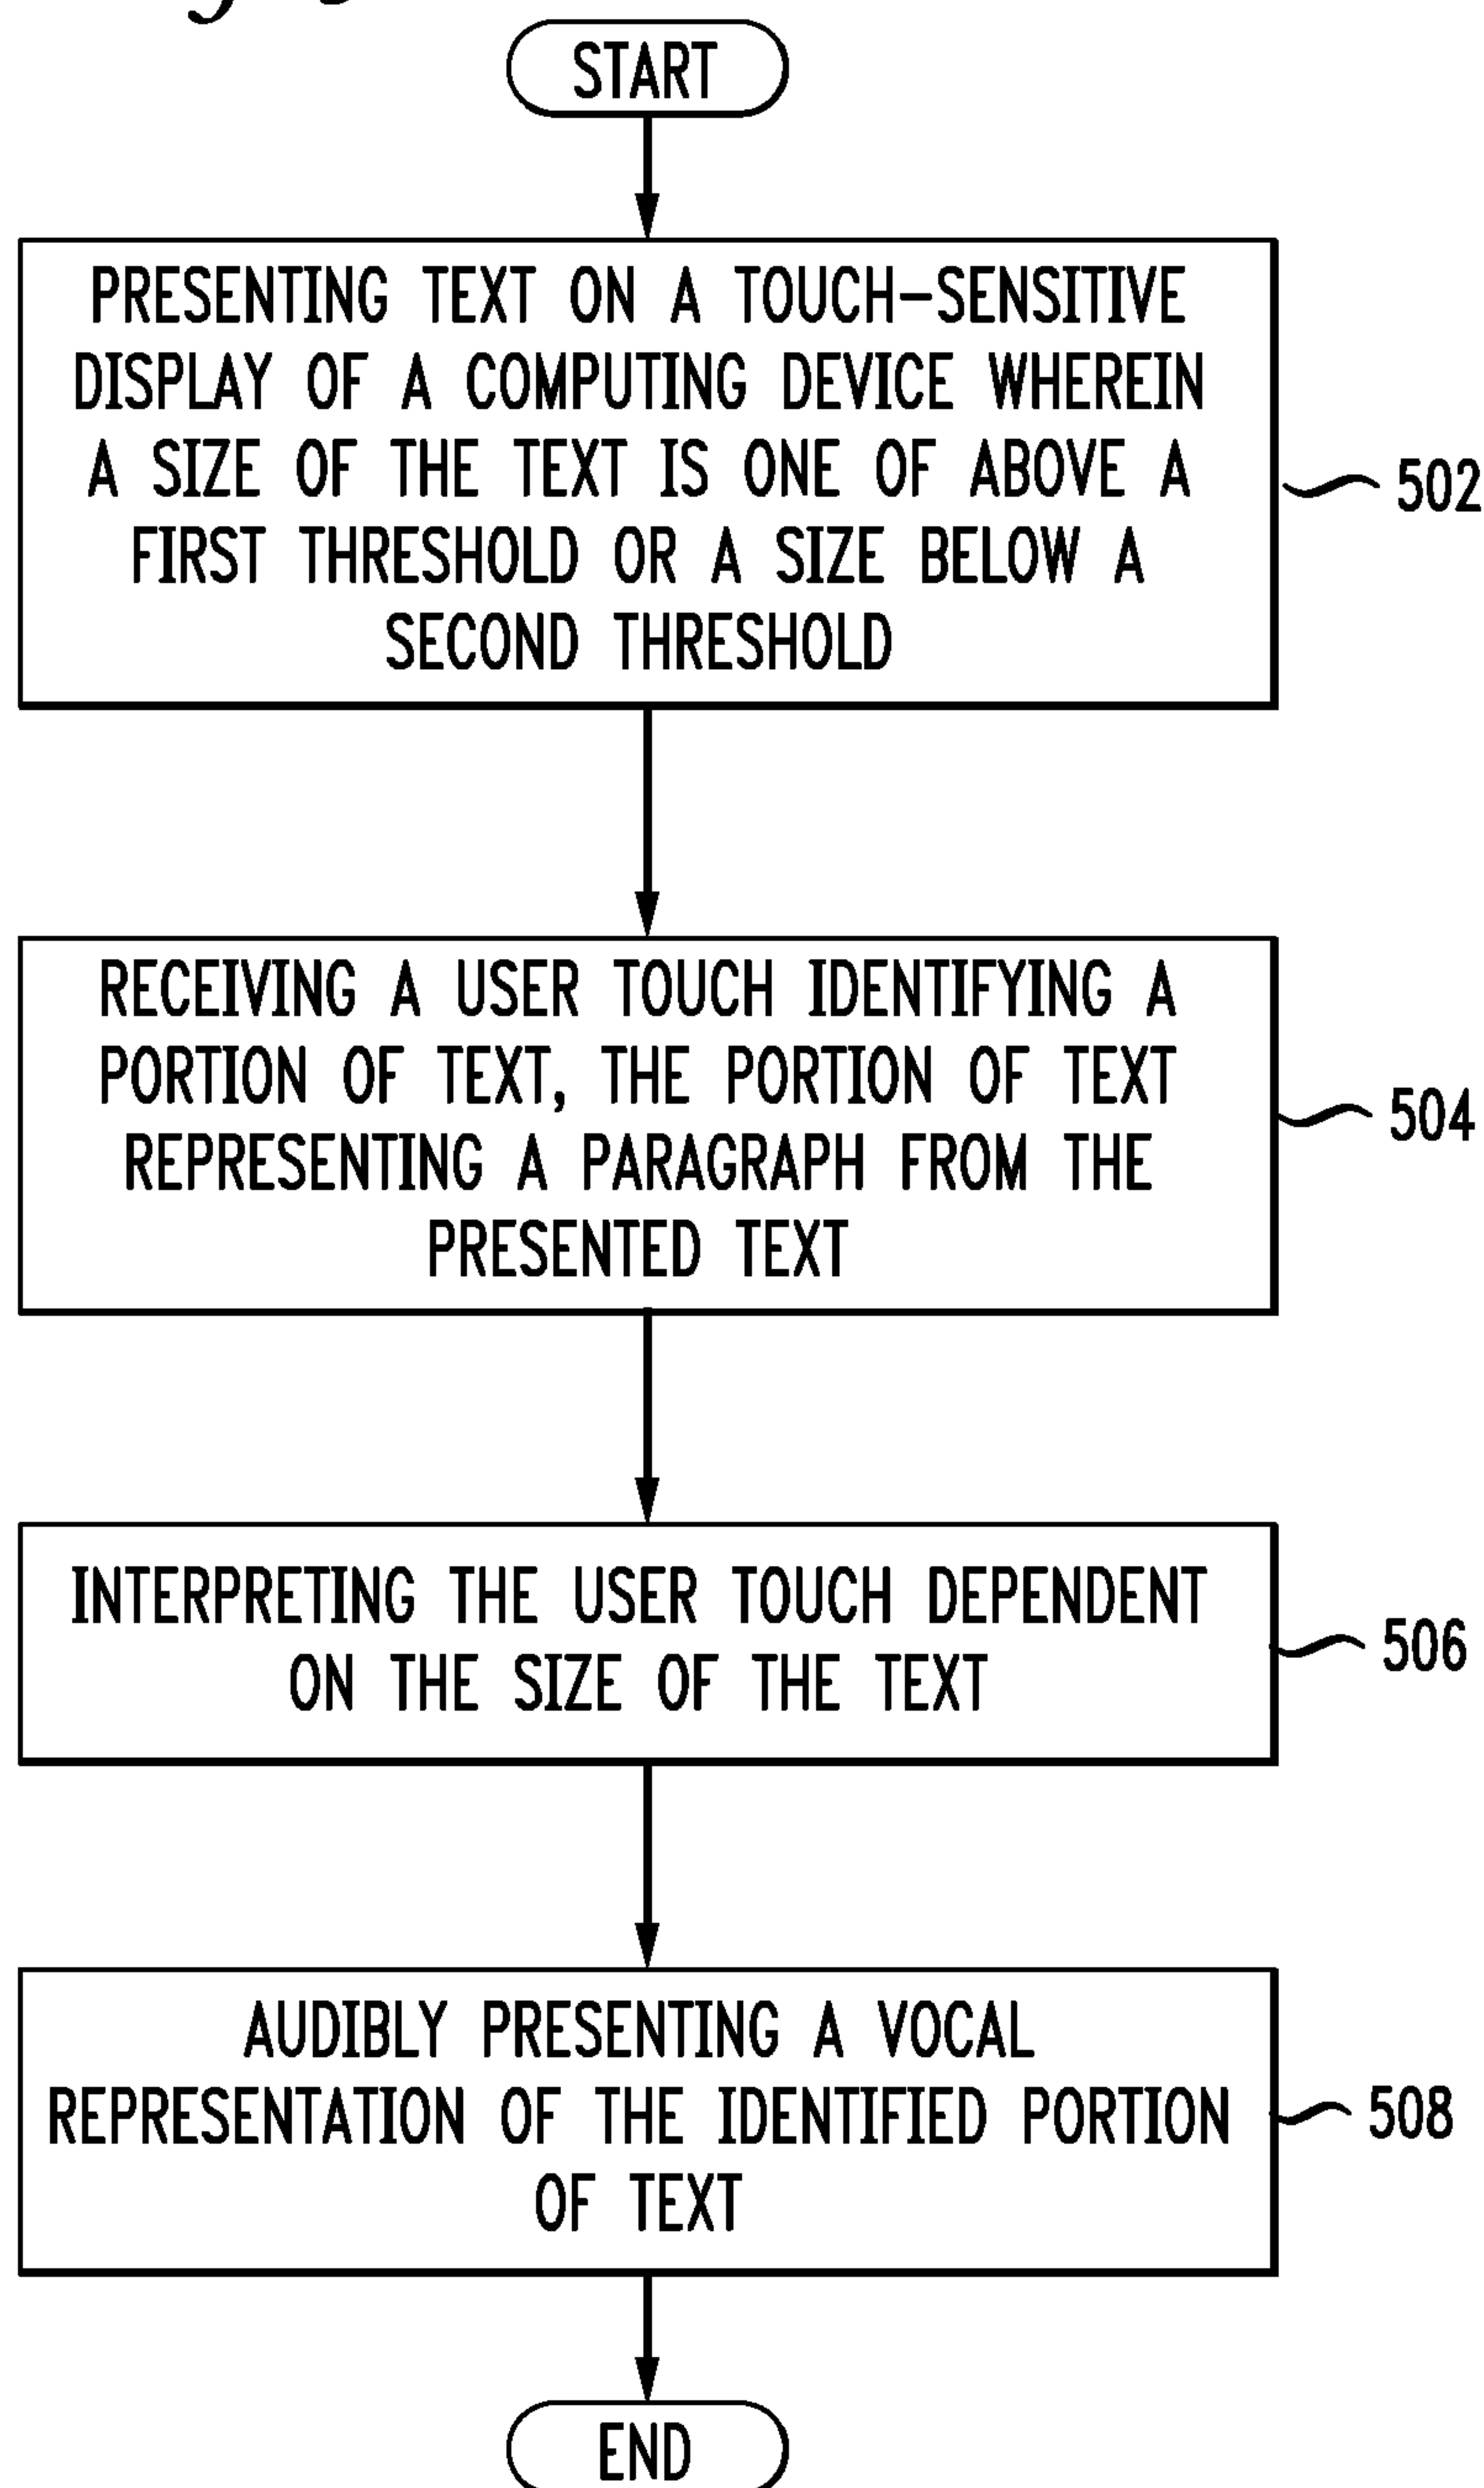 START
PRESENTING TEXT ON A TOUCH-SENSITIVE
DISPLAY OF A COMPUTING DEVICE WHEREIN
A SIZE OF THE TEXT IS ONE OF ABOVE A
FIRST THRESHOLD OR A SIZE BELOW A
SECOND THRESHOLD
502
RECEIVING A USER TOUCH IDENTIFYING A
PORTION OF TEXT, THE PORTION OF TEXT
REPRESENTING A PARAGRAPH FROM THE
PRESENTED TEXT
504
INTERPRETING THE USER TOUCH DEPENDENT
ON THE SIZE OF THE TEXT
506
AUDIBLY PRESENTING A VOCAL
REPRESENTATION OF THE IDENTIFIED PORTION
OF TEXT
508
END